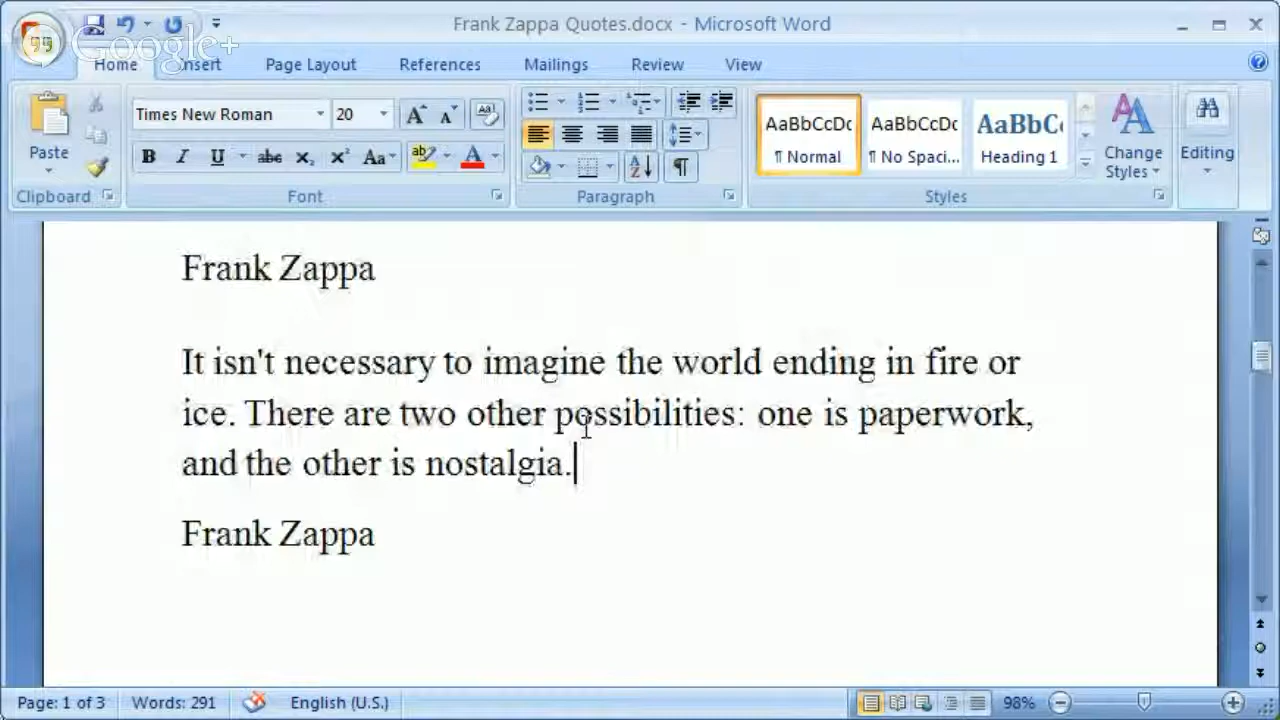 Frank Zappa Quotes.docx - Microsoft Word
Google+
Home Insert Page Layout References Mailings Review View
Times New Roman 20
AaBbCcDc AaBbCcDc AaBbCc
Paste
¶ Normal ¶ No Spaci... Heading 1
Change Styles
Editing
Clipboard Font Paragraph Styles
Frank Zappa
It isn't necessary to imagine the world ending in fire or
ice. There are two other possibilities: one is paperwork,
and the other is nostalgia.
Frank Zappa
Page: 1 of 3 Words: 291 English (U.S.) 98%